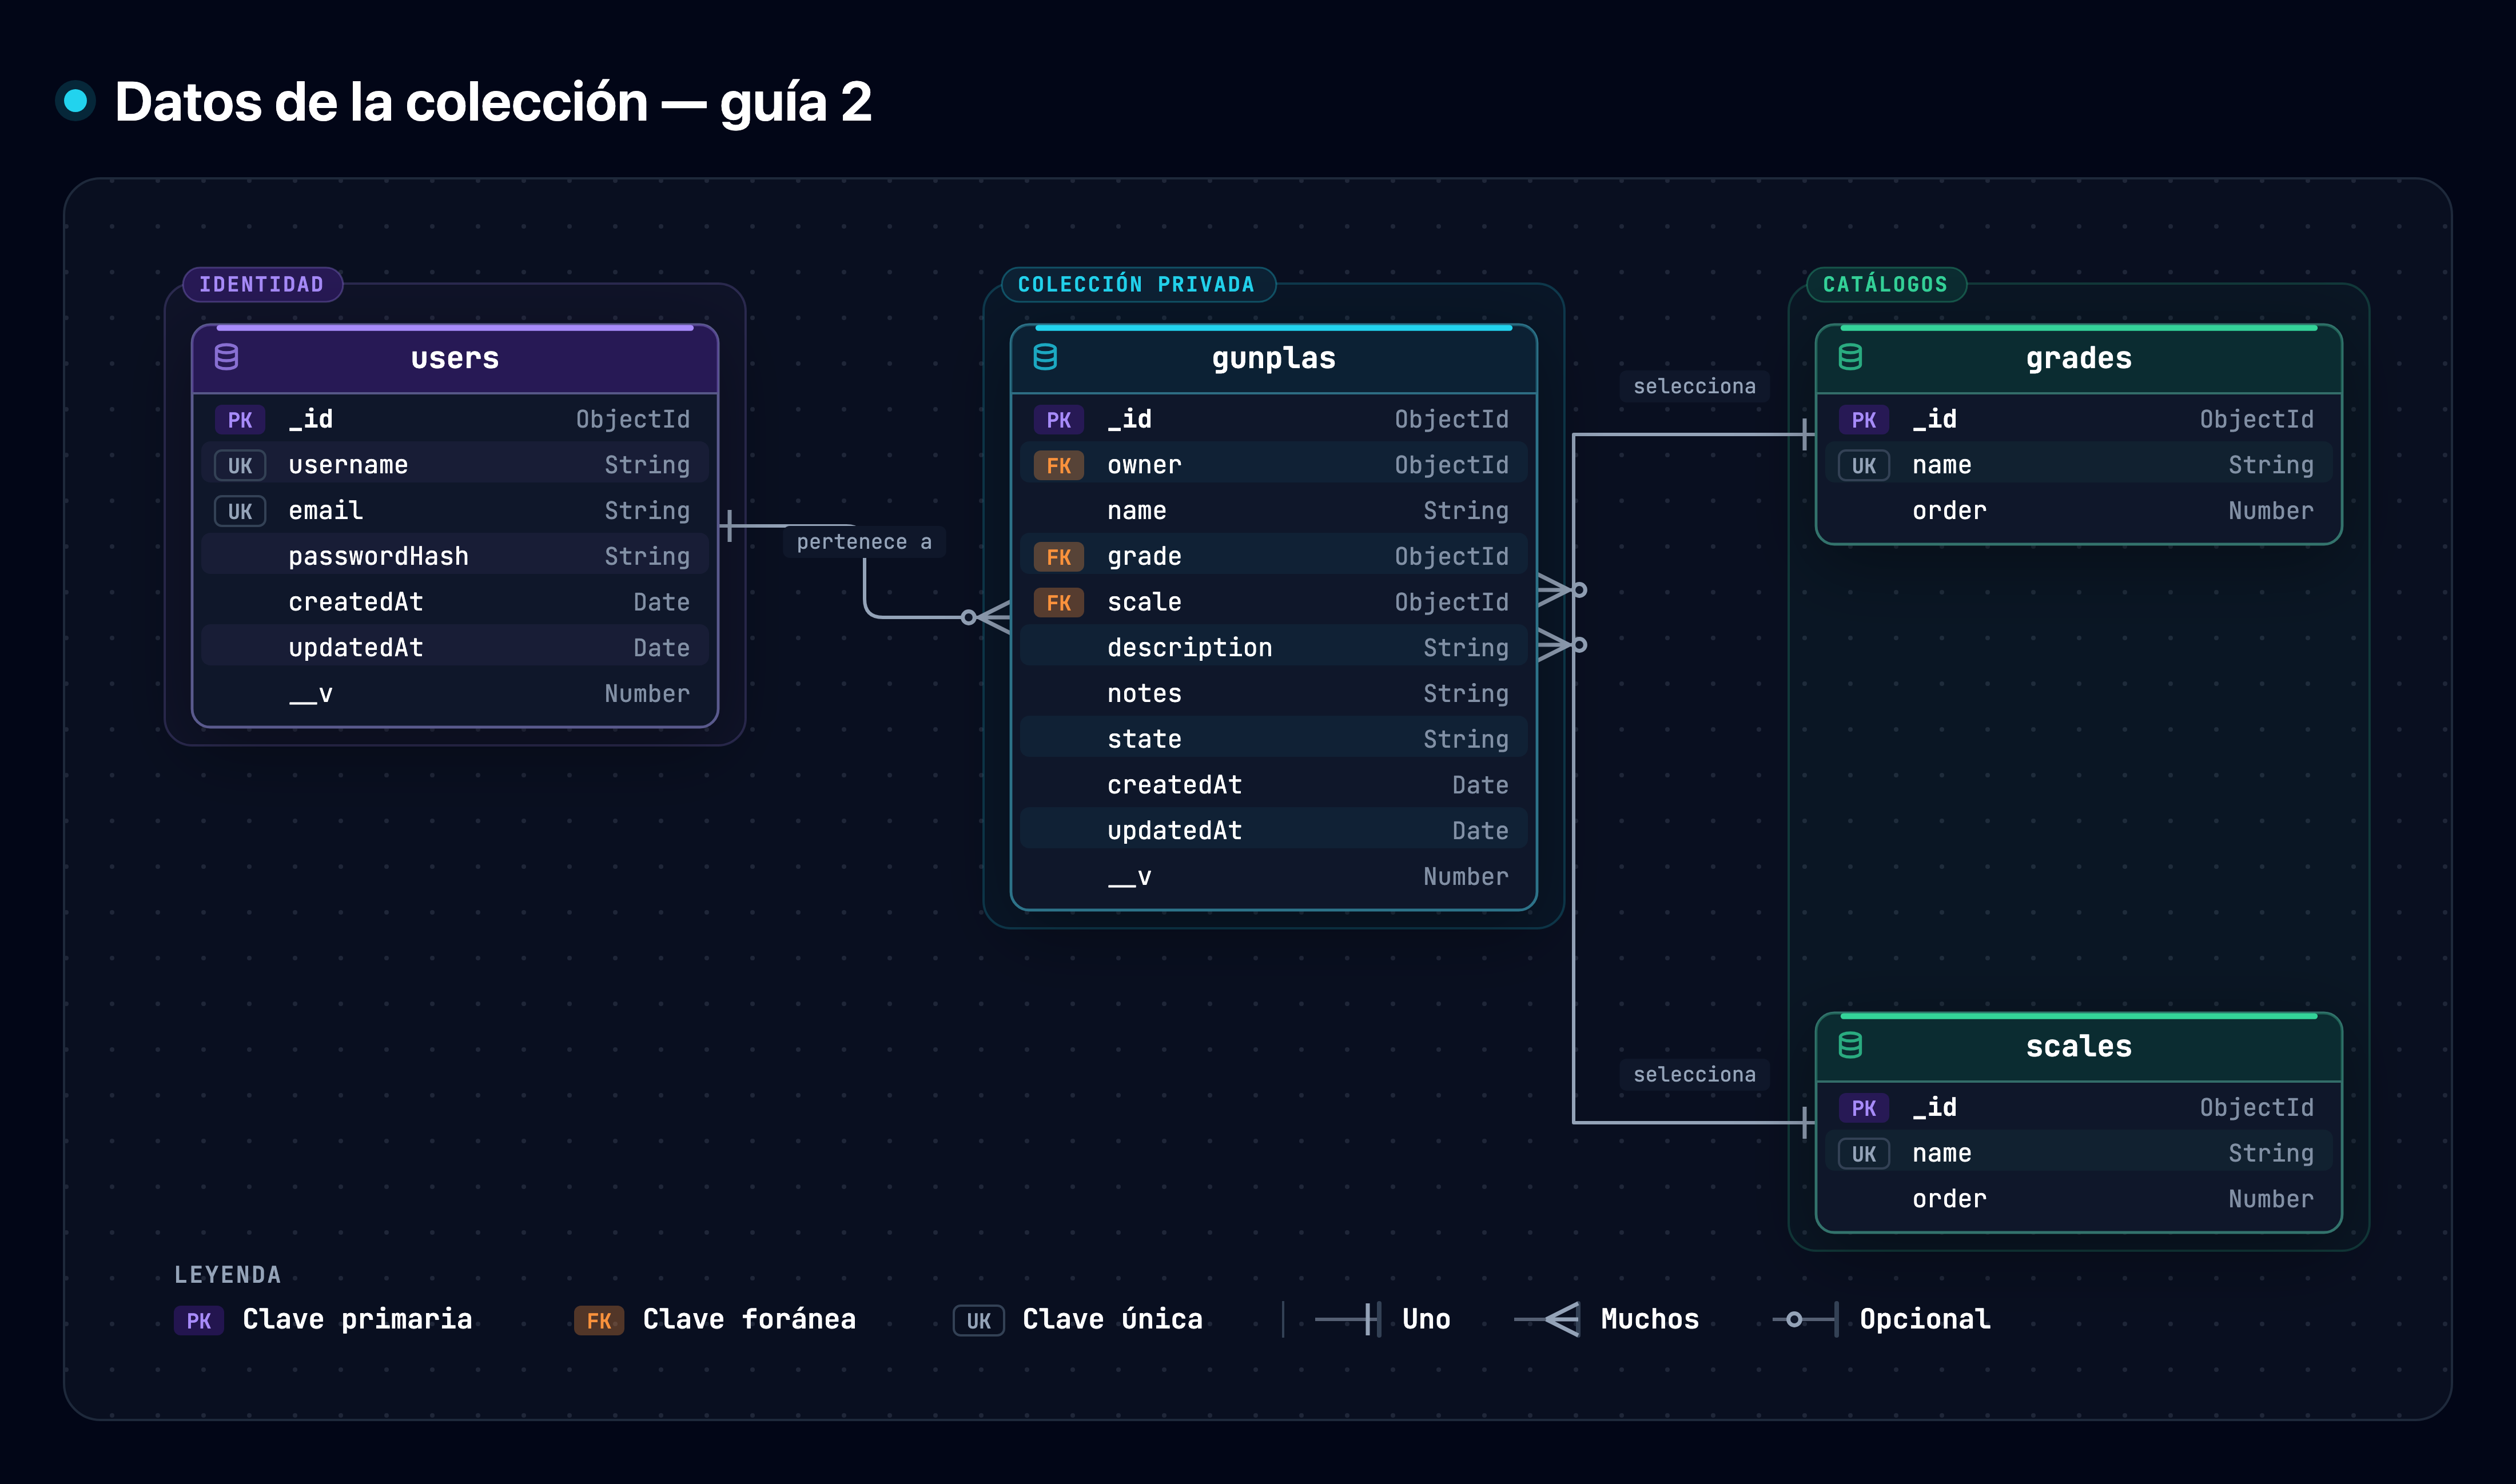 Datos de la colección — guía 2
IDENTIDAD
users
PK _id ObjectId
UK username String
UK email String
passwordHash String
createdAt Date
updatedAt Date
__v Number
pertenece a
COLECCIÓN PRIVADA
gunplas
PK _id ObjectId
FK owner ObjectId
name String
FK grade ObjectId
FK scale ObjectId
description String
notes String
state String
createdAt Date
updatedAt Date
__v Number
selecciona
selecciona
CATÁLOGOS
grades
PK _id ObjectId
UK name String
order Number
scales
PK _id ObjectId
UK name String
order Number
LEYENDA
PK Clave primaria FK Clave foránea UK Clave única Uno Muchos Opcional